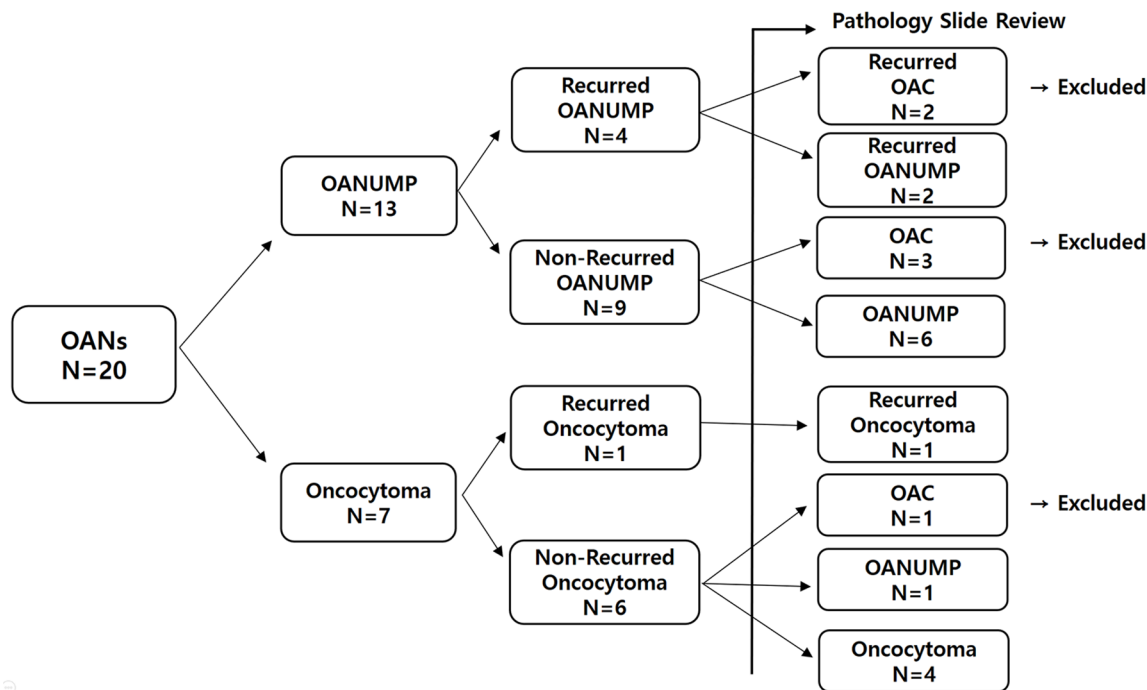 Pathology Slide Review
OANs
N=20
OANUMP
N=13
Oncocytoma
N=7
Recurred
OANUMP
N=4
Non-Recurred
OANUMP
N=9
Recurred
Oncocytoma
N=1
Non-Recurred
Oncocytoma
N=6
Recurred
OAC
N=2
→ Excluded
Recurred
OANUMP
N=2
OAC
N=3
→ Excluded
OANUMP
N=6
Recurred
Oncocytoma
N=1
OAC
N=1
→ Excluded
OANUMP
N=1
Oncocytoma
N=4